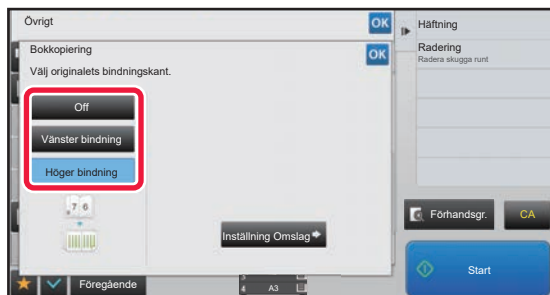 Övrigt
OK
Bokkopiering
OK
Välj originalets bindningskant.
Off
Vänster bindning
Höger bindning
7 6
Inställning Omslag
Föregående
4 A3
Häftning
Radering
Radera skugga runt
Förhandsgr.
CA
Start